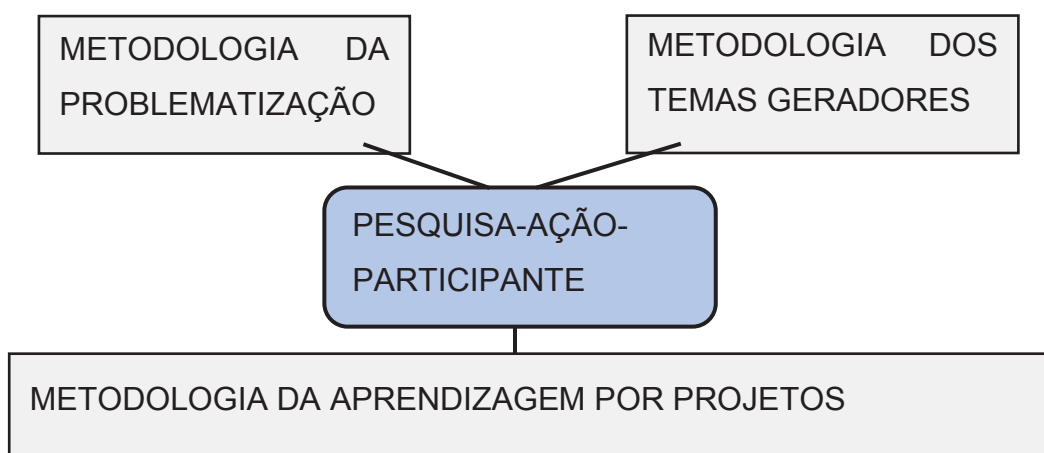 METODOLOGIA DA
PROBLEMATIZAÇÃO
METODOLOGIA DOS
TEMAS GERADORES
PESQUISA-AÇÃO-
PARTICIPANTE
METODOLOGIA DA APRENDIZAGEM POR PROJETOS